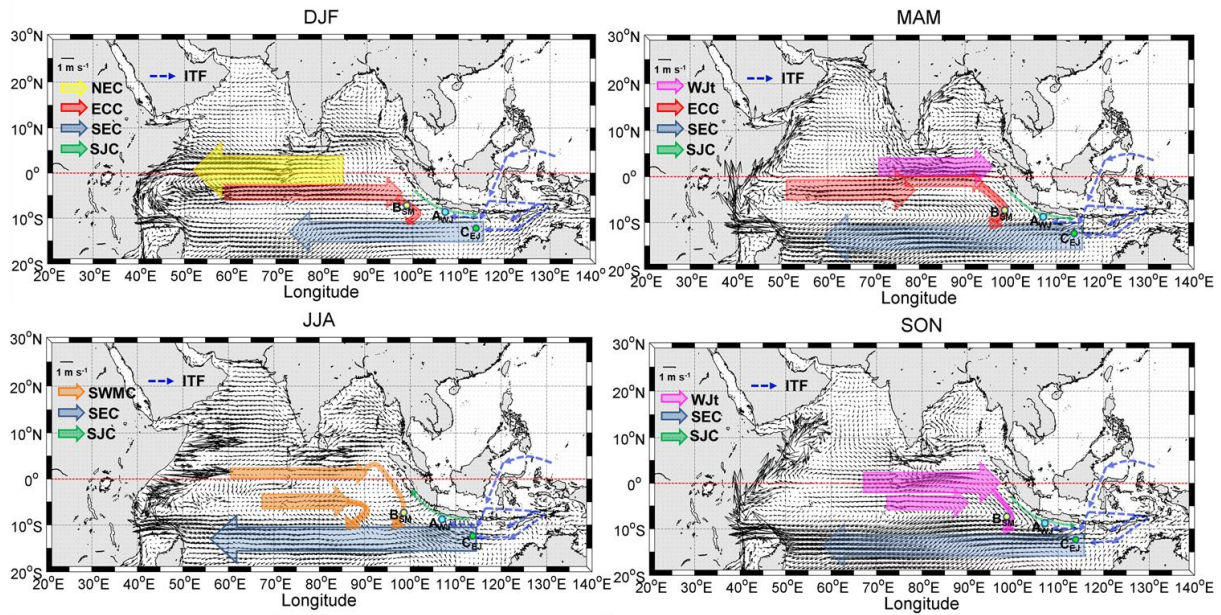 DJF
30°N
20°N
10°N
0°
10°S
20°S
1 m s⁻¹
ITF
NEC
ECC
SEC
SJC
B_SM
A_WJ
C_EJ
20°E 30°E 40°E 50°E 60°E 70°E 80°E 90°E 100°E 110°E 120°E 130°E 140°E
Longitude
MAM
30°N
20°N
10°N
0°
10°S
20°S
1 m s⁻¹
ITF
WJt
ECC
SEC
SJC
B_SM
A_WJ
C_EJ
20°E 30°E 40°E 50°E 60°E 70°E 80°E 90°E 100°E 110°E 120°E 130°E 140°E
Longitude
JJA
30°N
20°N
10°N
0°
10°S
20°S
1 m s⁻¹
ITF
SWMC
SEC
SJC
B_SM
A_WJ
C_EJ
20°E 30°E 40°E 50°E 60°E 70°E 80°E 90°E 100°E 110°E 120°E 130°E 140°E
Longitude
SON
30°N
20°N
10°N
0°
10°S
20°S
1 m s⁻¹
ITF
WJt
SEC
SJC
B_SM
A_WJ
C_EJ
20°E 30°E 40°E 50°E 60°E 70°E 80°E 90°E 100°E 110°E 120°E 130°E 140°E
Longitude